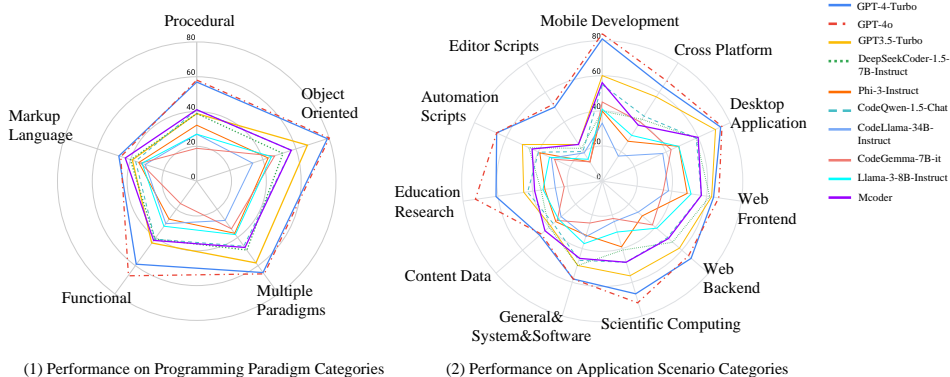 Procedural
Object
Oriented
Multiple
Paradigms
Functional
Markup
Language
80
60
40
20
0
Mobile Development
Cross Platform
Desktop
Application
Web
Frontend
Web
Backend
Scientific Computing
General&
System&Software
Content Data
Education
Research
Automation
Scripts
Editor Scripts
80
60
40
20
0
GPT-4-Turbo
GPT-4o
GPT3.5-Turbo
DeepSeekCoder-1.5-
7B-Instruct
Phi-3-Instruct
CodeQwen-1.5-Chat
CodeLlama-34B-
Instruct
CodeGemma-7B-it
Llama-3-8B-Instruct
Mcoder
(1) Performance on Programming Paradigm Categories
(2) Performance on Application Scenario Categories